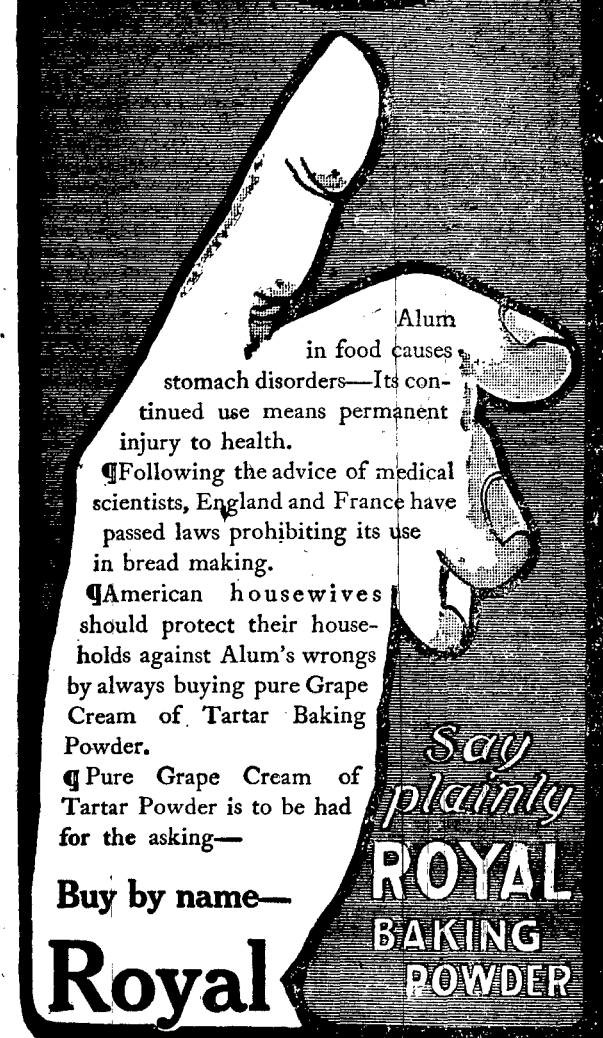 Alum
in food causes
stomach disorders—Its con-
tinued use means permanent
injury to health.
¶Following the advice of medical
scientists, England and France have
passed laws prohibiting its use
in bread making.
¶American housewives
should protect their house-
holds against Alum's wrongs
by always buying pure Grape
Cream of Tartar Baking
Powder.
¶Pure Grape Cream of
Tartar Powder is to be had
for the asking—
Buy by name—
Royal
Say
plainly
ROYAL
BAKING
POWDER